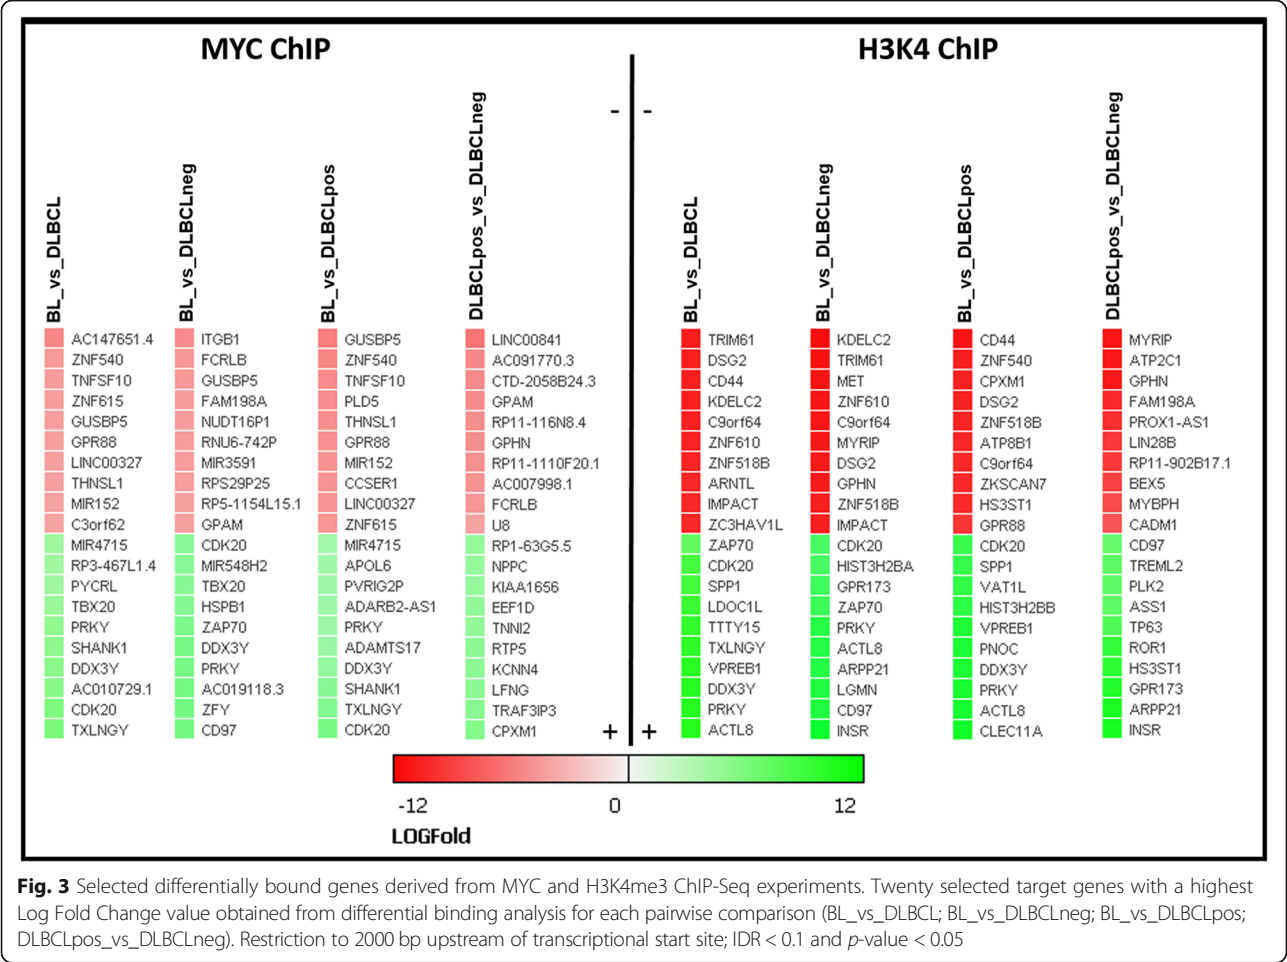 MYC ChIP
H3K4 ChIP
- -
BL_vs_DLBCL
BL_vs_DLBCLneg
BL_vs_DLBCLpos
DLBCLpos_vs_DLBCLneg
BL_vs_DLBCL
BL_vs_DLBCLneg
BL_vs_DLBCLpos
DLBCLpos_vs_DLBCLneg
AC147651.4 ITGB1 GUSBP5 LINC00841 TRIM61 KDELC2 CD44 MYRIP
ZNF540 FCRLB ZNF540 AC091770.3 DSG2 TRIM61 ZNF540 ATP2C1
TNFSF10 GUSBP5 TNFSF10 CTD-2058B24.3 CD44 MET CPXM1 GPHN
ZNF615 FAM198A PLD5 GPAM KDELC2 ZNF610 DSG2 FAM198A
GUSBP5 NUDT16P1 THNSL1 RP11-116N8.4 C9orf64 C9orf64 ZNF518B PROX1-AS1
GPR88 RNU6-742P GPR88 GPHN ZNF610 MYRIP ATP8B1 LIN28B
LINC00327 MIR3591 MIR152 RP11-1110F20.1 ZNF518B DSG2 C9orf64 RP11-902B17.1
THNSL1 RPS29P25 CCSER1 AC007998.1 ARNTL GPHN ZKSCAN7 BEX5
MIR152 RP5-1154L15.1 LINC00327 FCRLB IMPACT ZNF518B HS3ST1 MYBPH
C3orf62 GPAM ZNF615 U8 ZC3HAV1L IMPACT GPR88 CADM1
MIR4715 CDK20 MIR4715 RP1-63G5.5 ZAP70 CDK20 CDK20 CD97
RP3-467L1.4 MIR548H2 APOL6 NPPC CDK20 HIST3H2BA SPP1 TREML2
PYCRL TBX20 PVRIG2P KIAA1656 SPP1 GPR173 VAT1L PLK2
TBX20 HSPB1 ADARB2-AS1 EEF1D LDOC1L ZAP70 HIST3H2BB ASS1
PRKY ZAP70 PRKY TNNI2 TTTY15 PRKY VPREB1 TP63
SHANK1 DDX3Y ADAMTS17 RTP5 TXLNGY ACTL8 PNOC ROR1
DDX3Y PRKY DDX3Y KCNN4 VPREB1 ARPP21 DDX3Y HS3ST1
AC010729.1 AC019118.3 SHANK1 LFNG DDX3Y LGMN PRKY GPR173
CDK20 ZFY TXLNGY TRAF3IP3 PRKY CD97 ACTL8 ARPP21
TXLNGY CD97 CDK20 CPXM1 + + ACTL8 INSR CLEC11A INSR
-12 0 12
LOGFold
Fig. 3 Selected differentially bound genes derived from MYC and H3K4me3 ChIP-Seq experiments. Twenty selected target genes with a highest
Log Fold Change value obtained from differential binding analysis for each pairwise comparison (BL_vs_DLBCL; BL_vs_DLBCLneg; BL_vs_DLBCLpos;
DLBCLpos_vs_DLBCLneg). Restriction to 2000 bp upstream of transcriptional start site; IDR < 0.1 and p-value < 0.05